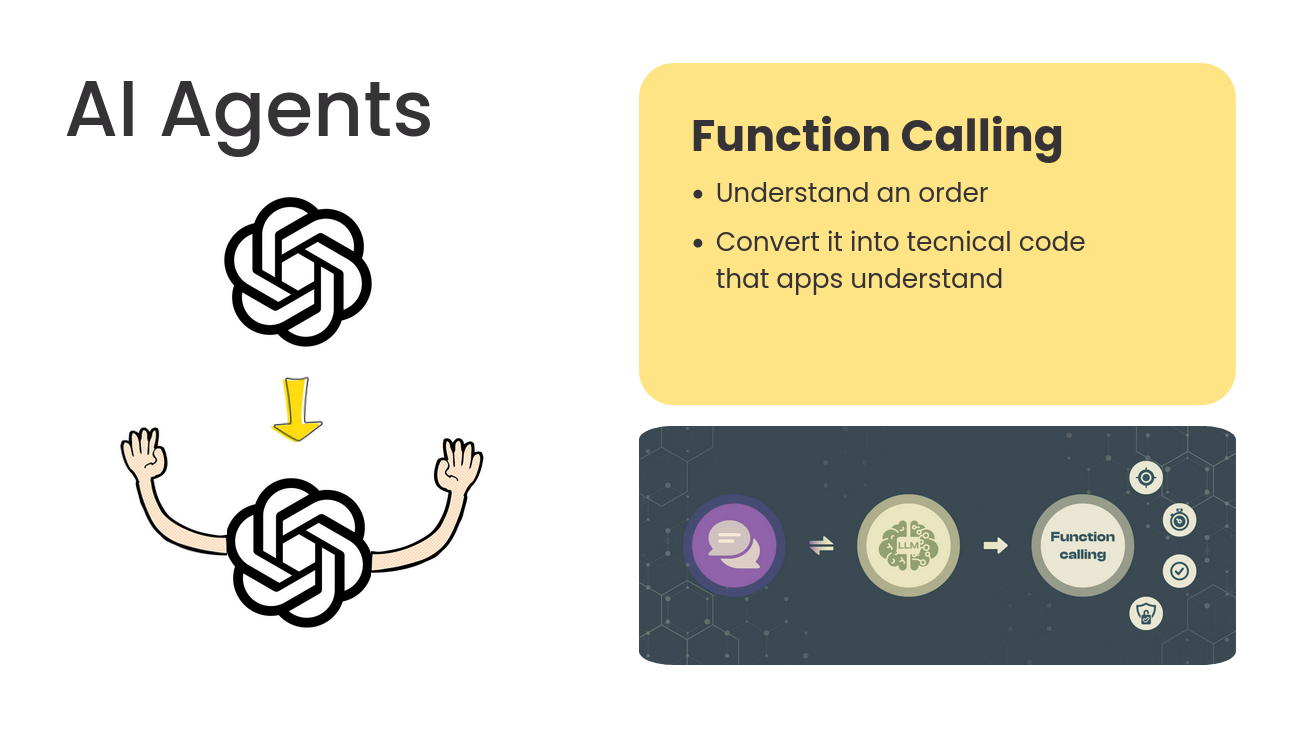 AI Agents
Function Calling
• Understand an order
• Convert it into tecnical code
that apps understand
LLM
Function
calling